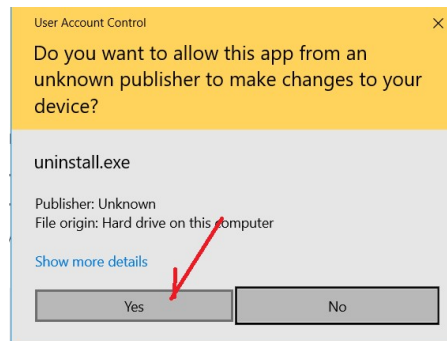 User Account Control
Do you want to allow this app from an
unknown publisher to make changes to your
device?
uninstall.exe
Publisher: Unknown
File origin: Hard drive on this computer
Show more details
Yes
No